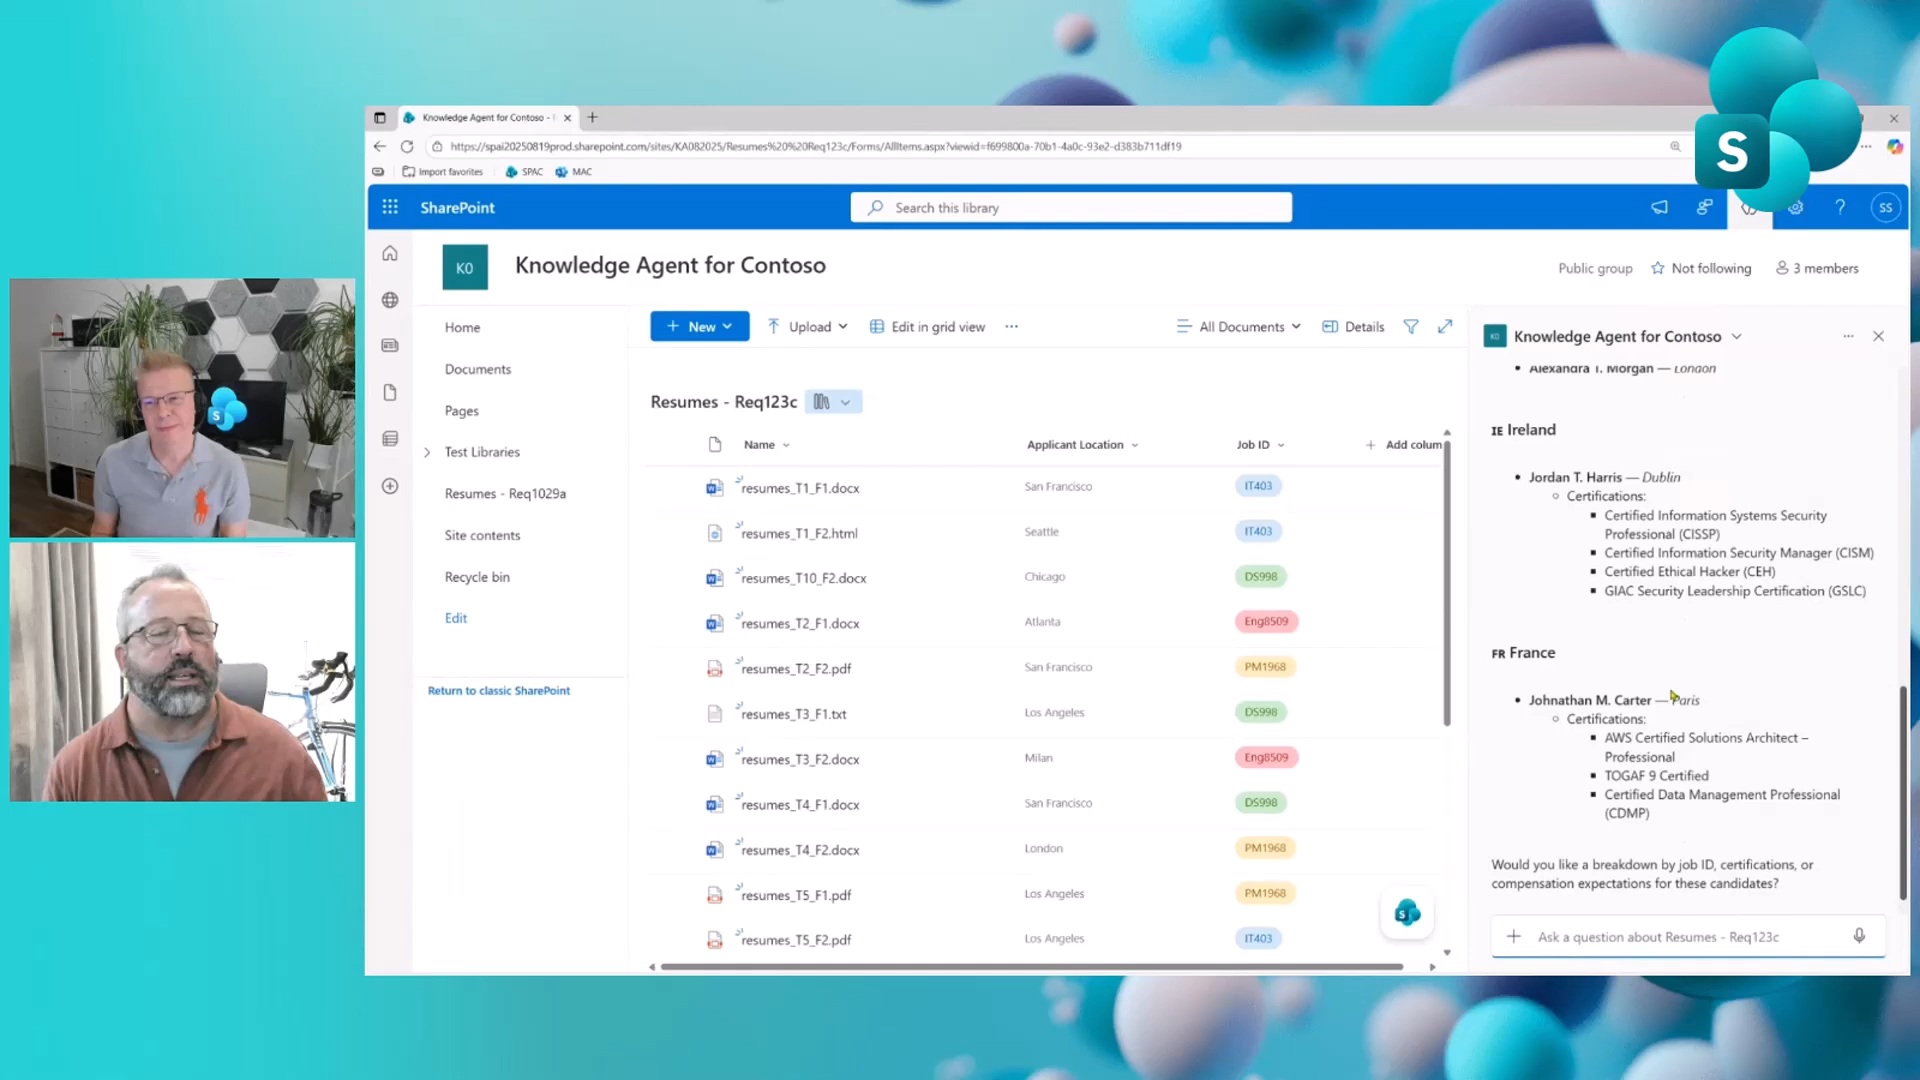 Knowledge Agent for Contoso -
https://spai20250819prod.sharepoint.com/sites/KA082025/Resumes%20%20Req123c/Forms/AllItems.aspx?viewid=f699800a-70b1-4a0c-93e2-d383b711df19
Import favorites SPAC MAC
S
SharePoint
Search this library
? SS
K0
Knowledge Agent for Contoso
Public group Not following 3 members
Home
Documents
Pages
Test Libraries
Resumes - Req1029a
Site contents
Recycle bin
Edit
Return to classic SharePoint
+ New Upload Edit in grid view ... All Documents Details
Resumes - Req123c
Name Applicant Location Job ID + Add colum
resumes_T1_F1.docx San Francisco IT403
resumes_T1_F2.html Seattle IT403
resumes_T10_F2.docx Chicago DS998
resumes_T2_F1.docx Atlanta Eng8509
resumes_T2_F2.pdf San Francisco PM1968
resumes_T3_F1.txt Los Angeles DS998
resumes_T3_F2.docx Milan Eng8509
resumes_T4_F1.docx San Francisco DS998
resumes_T4_F2.docx London PM1968
resumes_T5_F1.pdf Los Angeles PM1968
resumes_T5_F2.pdf Los Angeles IT403
S
K0 Knowledge Agent for Contoso ...
• Alexandra T. Morgan — London
IE Ireland
• Jordan T. Harris — Dublin
Certifications:
Certified Information Systems Security
Professional (CISSP)
Certified Information Security Manager (CISM)
Certified Ethical Hacker (CEH)
GIAC Security Leadership Certification (GSLC)
FR France
• Johnathan M. Carter — Paris
Certifications:
AWS Certified Solutions Architect –
Professional
TOGAF 9 Certified
Certified Data Management Professional
(CDMP)
Would you like a breakdown by job ID, certifications, or
compensation expectations for these candidates?
Ask a question about Resumes - Req123c
S